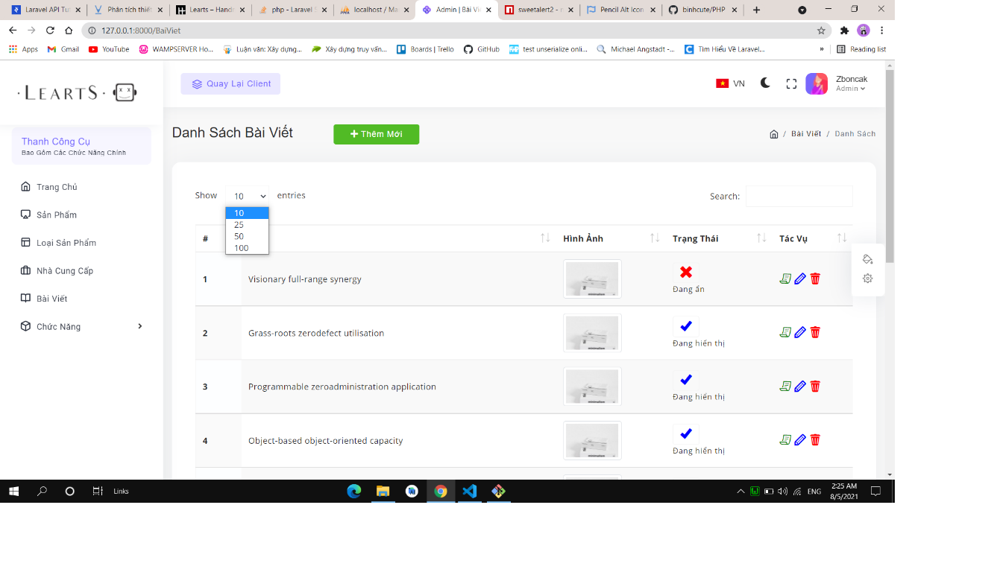 Laravel API Tut
Phân tích thiết
Learts – Handn
php - Laravel S
localhost / Ma
Admin | Bài Vi
sweetalert2 - n
Pencil Alt Icon
binhcute/PHP
127.0.0.1:8000/BaiViet
Apps
Gmail
YouTube
WAMPSERVER Ho...
Luận văn: Xây dựng...
Xây dựng truy vấn...
Boards | Trello
GitHub
test unserialize onli...
Michael Angstadt -...
Tìm Hiểu Về Laravel...
»
Reading list
· LEARTS ·
Quay Lại Client
VN
Zboncak
Admin
Thanh Công Cụ
Bao Gồm Các Chức Năng Chính
Trang Chủ
Sản Phẩm
Loại Sản Phẩm
Nhà Cung Cấp
Bài Viết
Chức Năng
Danh Sách Bài Viết
+ Thêm Mới
/ Bài Viết / Danh Sách
Show 10 entries
Search:
10
25
50
100
# Hình Ảnh Trạng Thái Tác Vụ
1 Visionary full-range synergy
Đang ẩn
2 Grass-roots zerodefect utilisation
Đang hiển thị
3 Programmable zeroadministration application
Đang hiển thị
4 Object-based object-oriented capacity
Đang hiển thị
Links
ENG
2:25 AM
8/5/2021